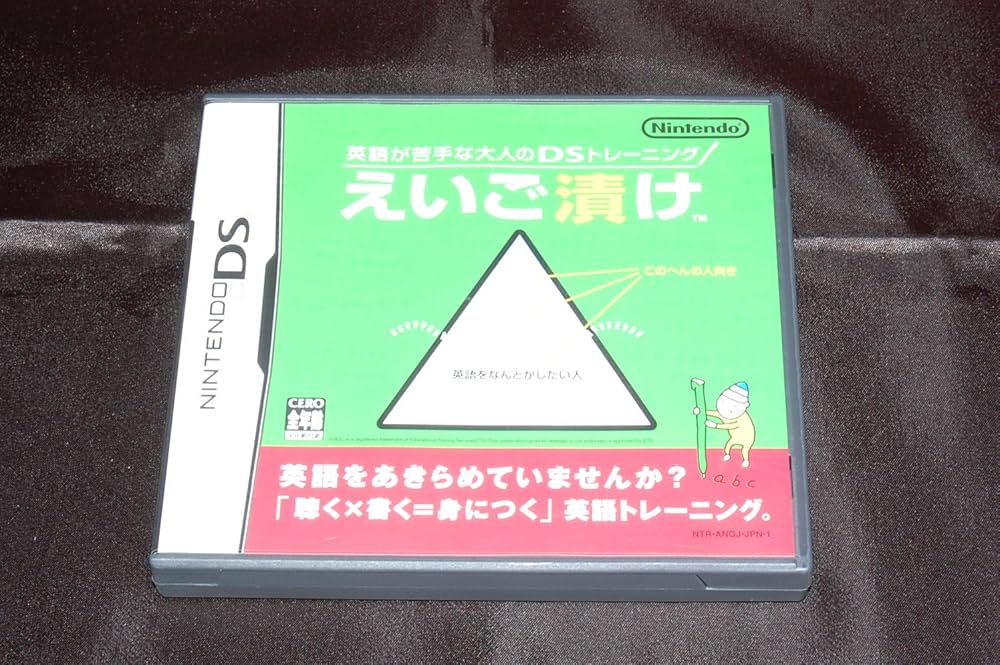 NINTENDO DS
Nintendo
英語が苦手な大人のDSトレーニング
えいご漬け™
このへんの人向き
英語をなんとかしたい人
CERO
全年齢
abc
英語をあきらめていませんか?
「聴く×書く=身につく」英語トレーニング。
NTR-ANGJ-JPN-1